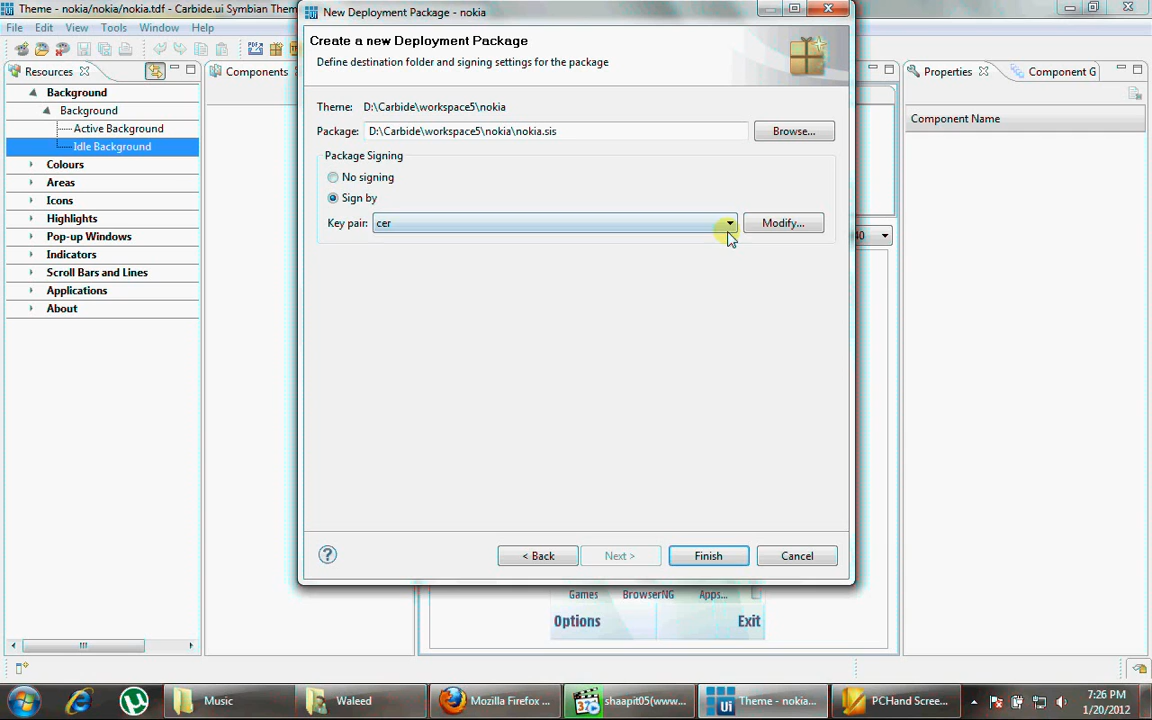 Theme - nokia/nokia/nokia.tdf - Carbide.ui Symbian Them
New Deployment Package - nokia
File Edit View Tools Window Help
Create a new Deployment Package
Define destination folder and signing settings for the package
Resources
Components
Properties
Component G
Component Name
Background
Background
Active Background
Idle Background
Colours
Areas
Icons
Highlights
Pop-up Windows
Indicators
Scroll Bars and Lines
Applications
About
Theme: D:\Carbide\workspace5\nokia
Package: D:\Carbide\workspace5\nokia\nokia.sis
Browse...
Package Signing
No signing
Sign by
Key pair: cer
Modify...
40
< Back
Next >
Finish
Cancel
Games BrowserNG Apps...
Options Exit
Music
Waleed
Mozilla Firefox ...
shaapit05(www...
Theme - nokia...
PCHand Scree...
7:26 PM
1/20/2012